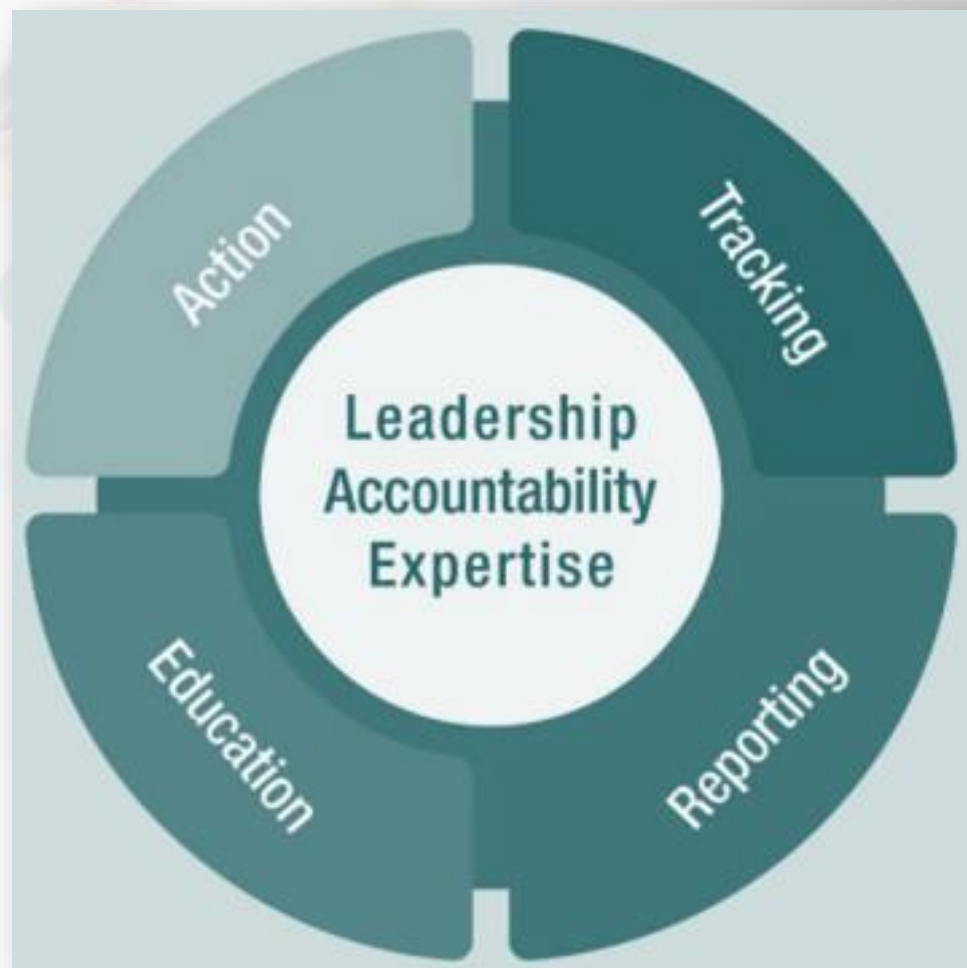 Action
Tracking
Leadership
Accountability
Expertise
Education
Reporting